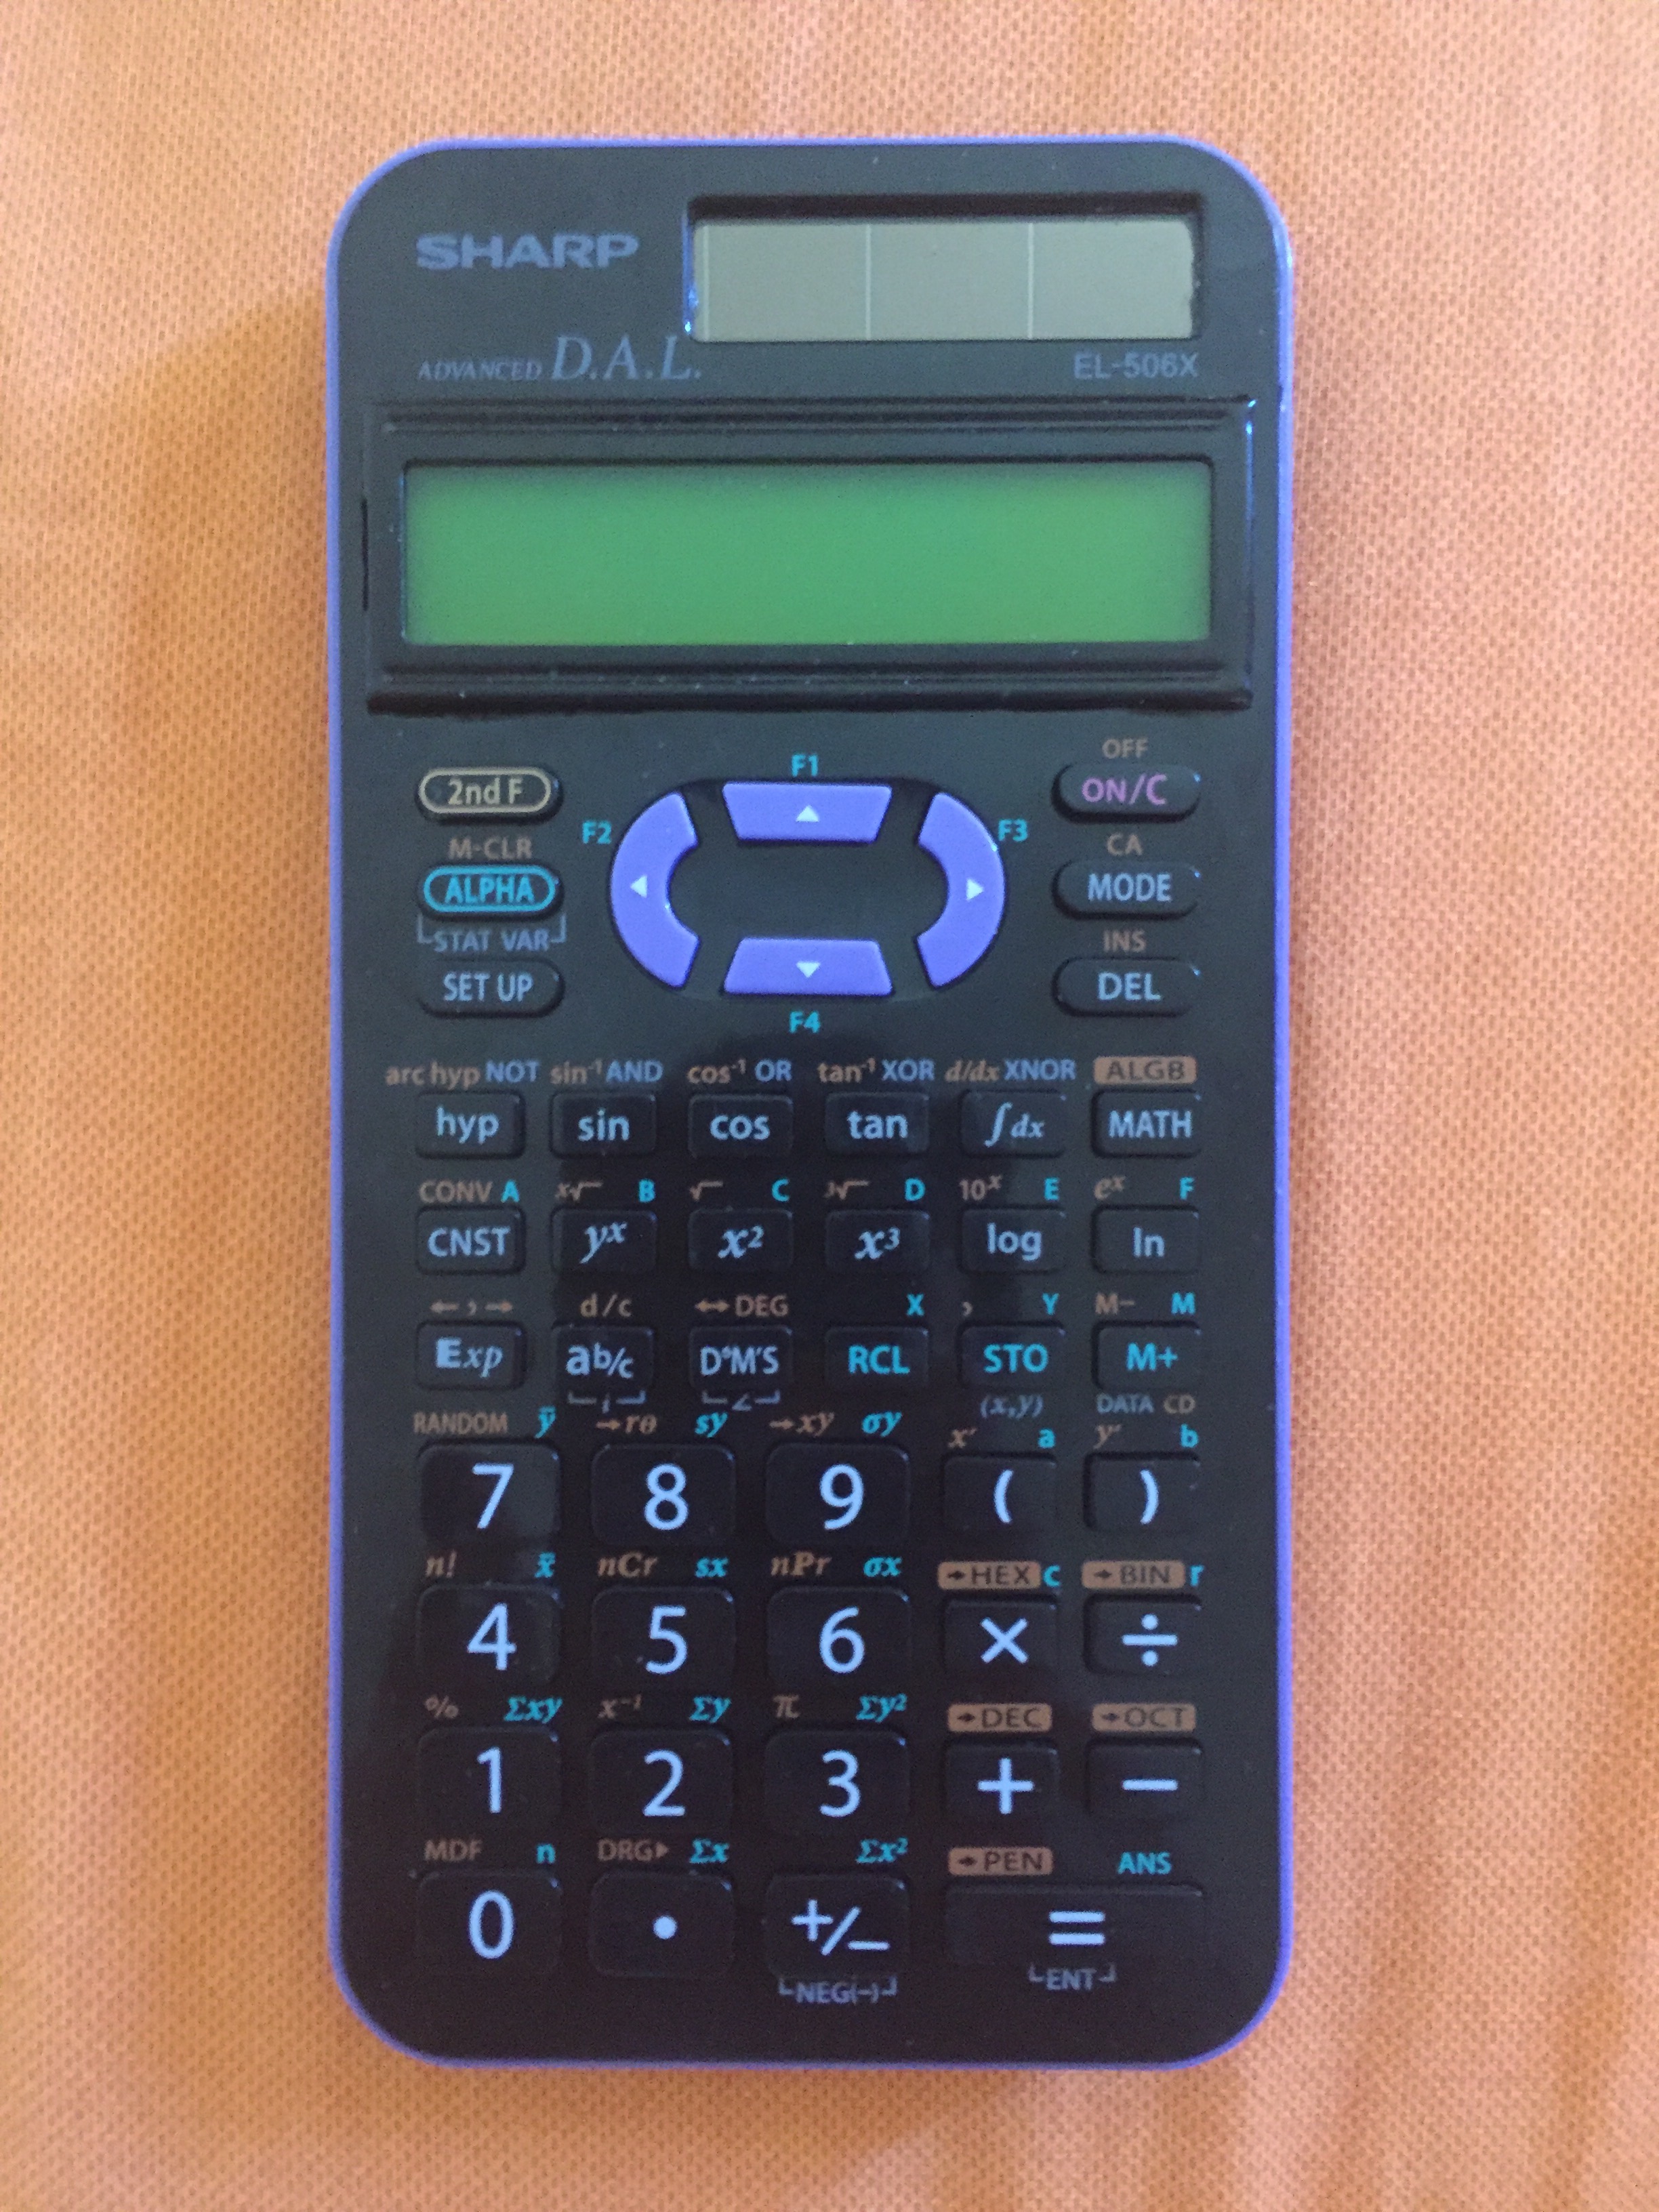 SHARP
ADVANCED D.A.L.
EL-506X
F1 OFF
2nd F ON/C
F2 F3
M-CLR CA
ALPHA MODE
STAT VAR INS
SET UP DEL
F4
arc hyp NOT sin⁻¹ AND cos⁻¹ OR tan⁻¹ XOR d/dx XNOR ALGB
hyp sin cos tan ∫dx MATH
CONV A ˣ√ B √ C ³√ D 10ˣ E eˣ F
CNST yˣ x² x³ log ln
←,→ d/c ↔DEG X , Y M− M
Exp ab/c D°M'S RCL STO M+
i ∠ (x,y) DATA CD
RANDOM ȳ →rθ sy →xy σy x′ a y′ b
7 8 9 ( )
n! x̄ nCr sx nPr σx →HEX c →BIN r
4 5 6 × ÷
% Σxy x⁻¹ Σy π Σy² →DEC →OCT
1 2 3 + −
MDF n DRG▸ Σx Σx² →PEN ANS
0 • +/− =
NEG(−) ENT